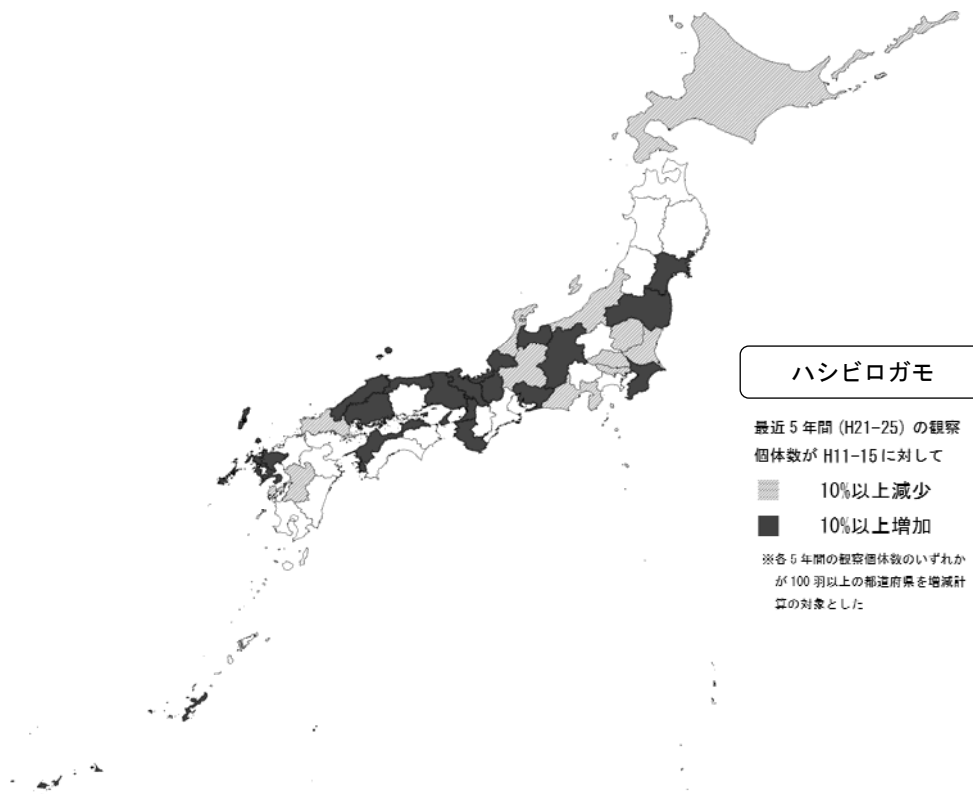 ハシビロガモ
最近5年間(H21-25)の観察
個体数がH11-15に対して
10%以上減少
10%以上増加
※各5年間の観察個体数のいずれか
が100羽以上の都道府県を増減計
算の対象とした